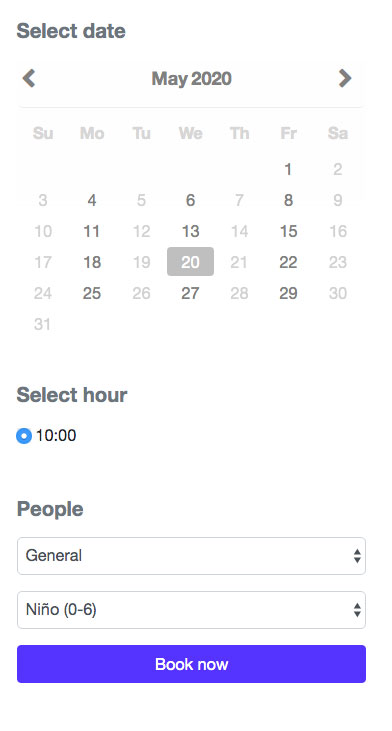 Select date
May 2020
Su Mo Tu We Th Fr Sa
1 2
3 4 5 6 7 8 9
10 11 12 13 14 15 16
17 18 19 20 21 22 23
24 25 26 27 28 29 30
31
Select hour
10:00
People
General
Niño (0-6)
Book now